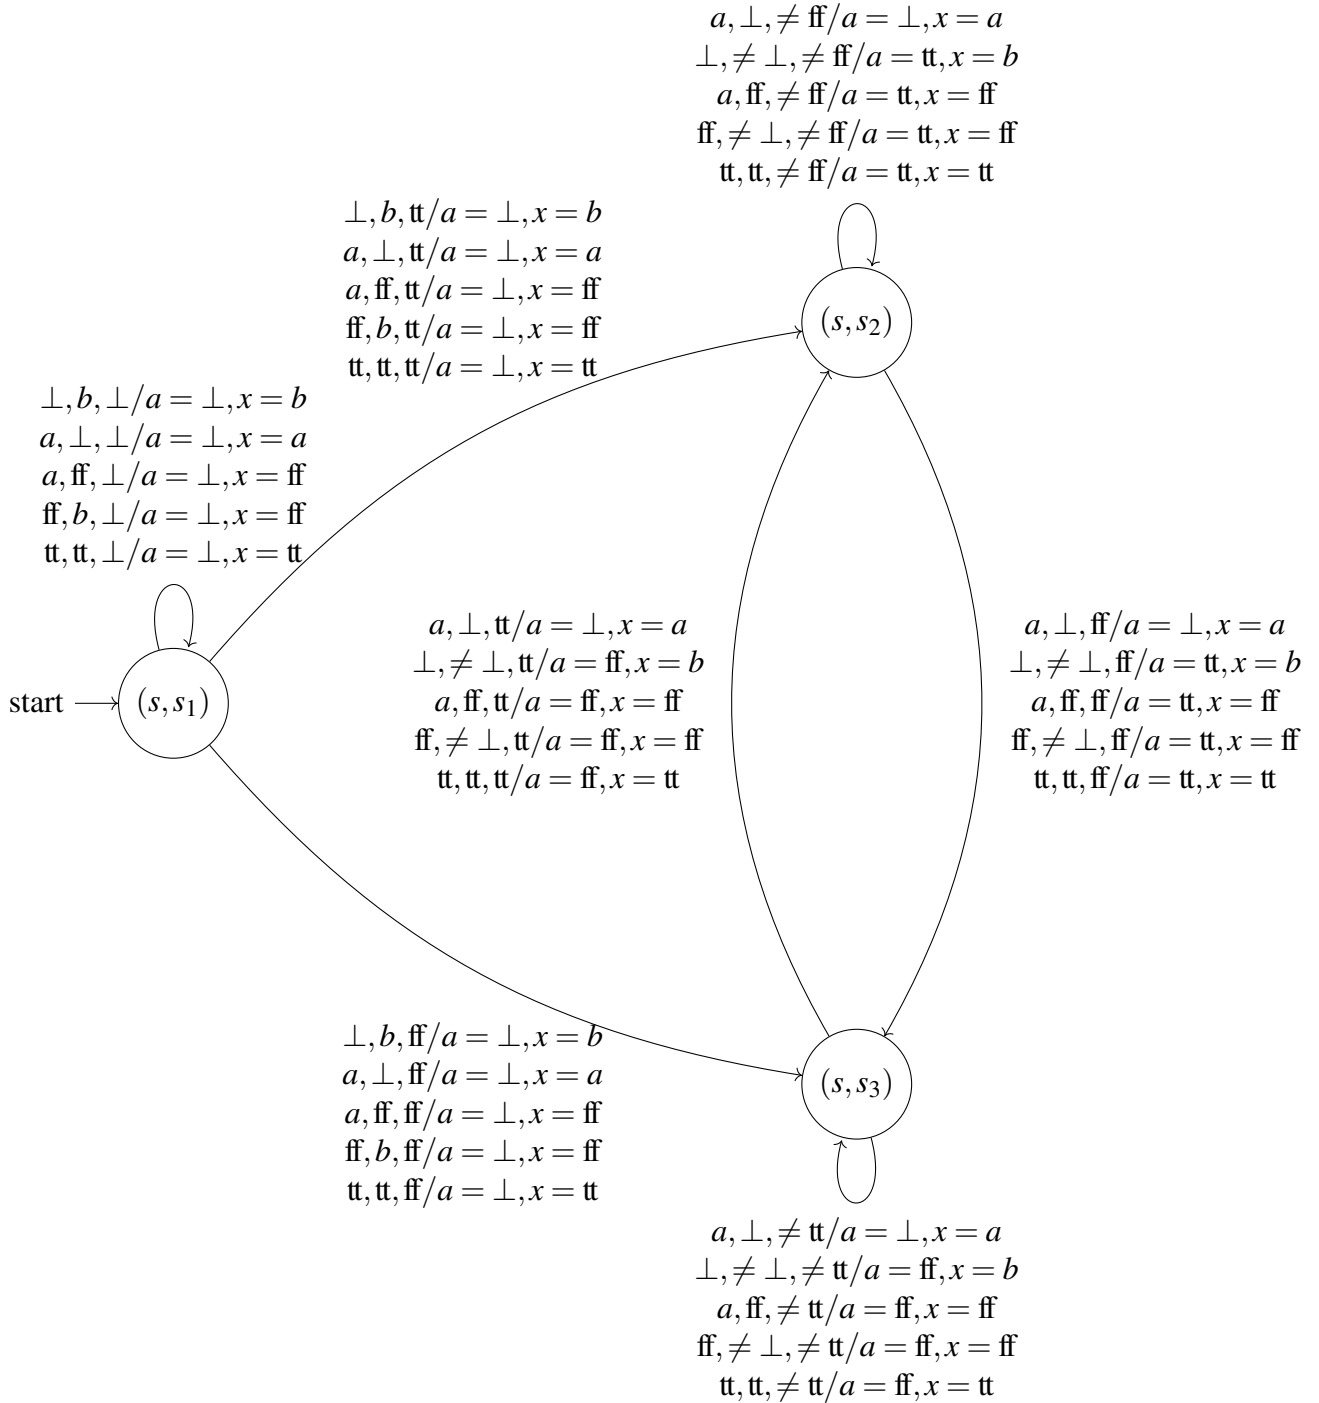 a, ⊥, ≠ ff/a = ⊥, x = a
⊥, ≠ ⊥, ≠ ff/a = tt, x = b
a, ff, ≠ ff/a = tt, x = ff
ff, ≠ ⊥, ≠ ff/a = tt, x = ff
tt, tt, ≠ ff/a = tt, x = tt
⊥, b, tt/a = ⊥, x = b
a, ⊥, tt/a = ⊥, x = a
a, ff, tt/a = ⊥, x = ff
ff, b, tt/a = ⊥, x = ff
tt, tt, tt/a = ⊥, x = tt
(s, s₂)
⊥, b, ⊥/a = ⊥, x = b
a, ⊥, ⊥/a = ⊥, x = a
a, ff, ⊥/a = ⊥, x = ff
ff, b, ⊥/a = ⊥, x = ff
tt, tt, ⊥/a = ⊥, x = tt
start
(s, s₁)
a, ⊥, tt/a = ⊥, x = a
⊥, ≠ ⊥, tt/a = ff, x = b
a, ff, tt/a = ff, x = ff
ff, ≠ ⊥, tt/a = ff, x = ff
tt, tt, tt/a = ff, x = tt
a, ⊥, ff/a = ⊥, x = a
⊥, ≠ ⊥, ff/a = tt, x = b
a, ff, ff/a = tt, x = ff
ff, ≠ ⊥, ff/a = tt, x = ff
tt, tt, ff/a = tt, x = tt
⊥, b, ff/a = ⊥, x = b
a, ⊥, ff/a = ⊥, x = a
a, ff, ff/a = ⊥, x = ff
ff, b, ff/a = ⊥, x = ff
tt, tt, ff/a = ⊥, x = tt
(s, s₃)
a, ⊥, ≠ tt/a = ⊥, x = a
⊥, ≠ ⊥, ≠ tt/a = ff, x = b
a, ff, ≠ tt/a = ff, x = ff
ff, ≠ ⊥, ≠ tt/a = ff, x = ff
tt, tt, ≠ tt/a = ff, x = tt